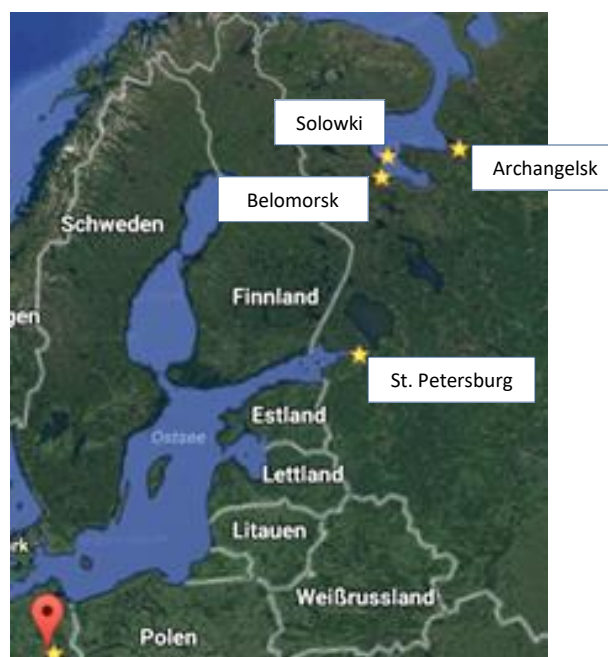 Solowki
Archangelsk
Belomorsk
Schweden
Finnland
gen
St. Petersburg
Estland
Ostsee
Lettland
Litauen
rk
Weißrussland
Polen